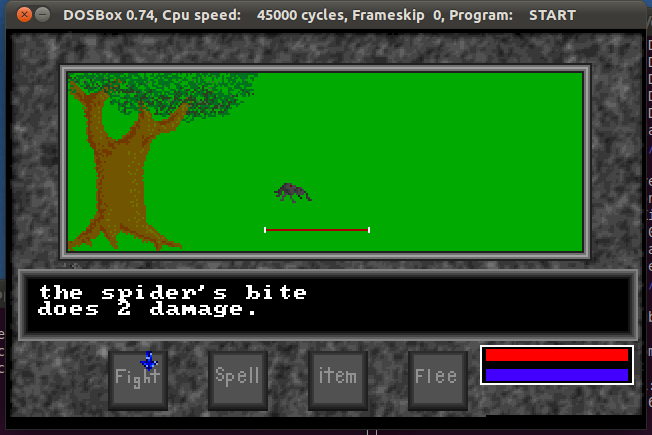 DOSBox 0.74, Cpu speed: 45000 cycles, Frameskip 0, Program: START
the spider's bite
does 2 damage.
Fight Spell item Flee